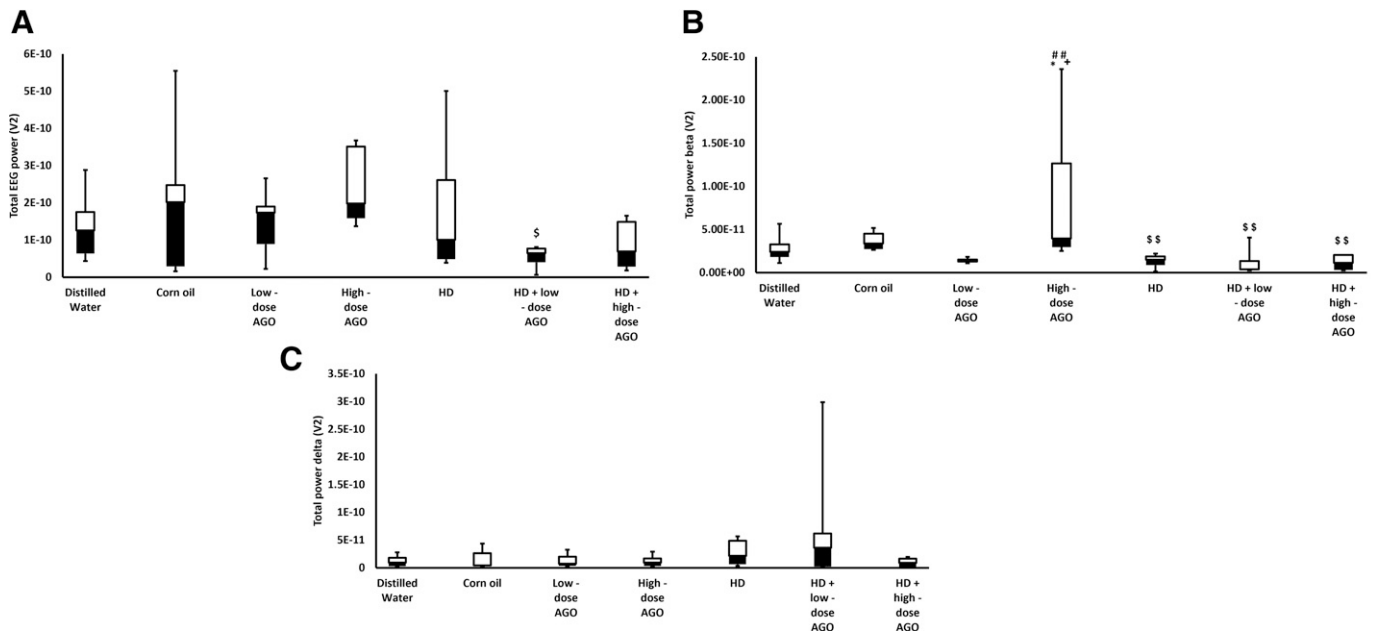 A
Total EEG power (V2)
6E-10
5E-10
4E-10
3E-10
2E-10
1E-10
0
$
Distilled
Water
Corn oil
Low -
dose
AGO
High -
dose AGO
HD
HD + low
- dose
AGO
HD +
high -
dose
AGO
B
Total power beta (V2)
2.50E-10
2.00E-10
1.50E-10
1.00E-10
5.00E-11
0.00E+00
# #
* +
$ $
$ $
$ $
Distilled
Water
Corn oil
Low -
dose
AGO
High -
dose AGO
HD
HD + low
- dose
AGO
HD +
high -
dose
AGO
C
Total power delta (V2)
3.5E-10
3E-10
2.5E-10
2E-10
1.5E-10
1E-10
5E-11
0
Distilled
Water
Corn oil
Low -
dose
AGO
High -
dose
AGO
HD
HD +
low -
dose
AGO
HD +
high -
dose
AGO